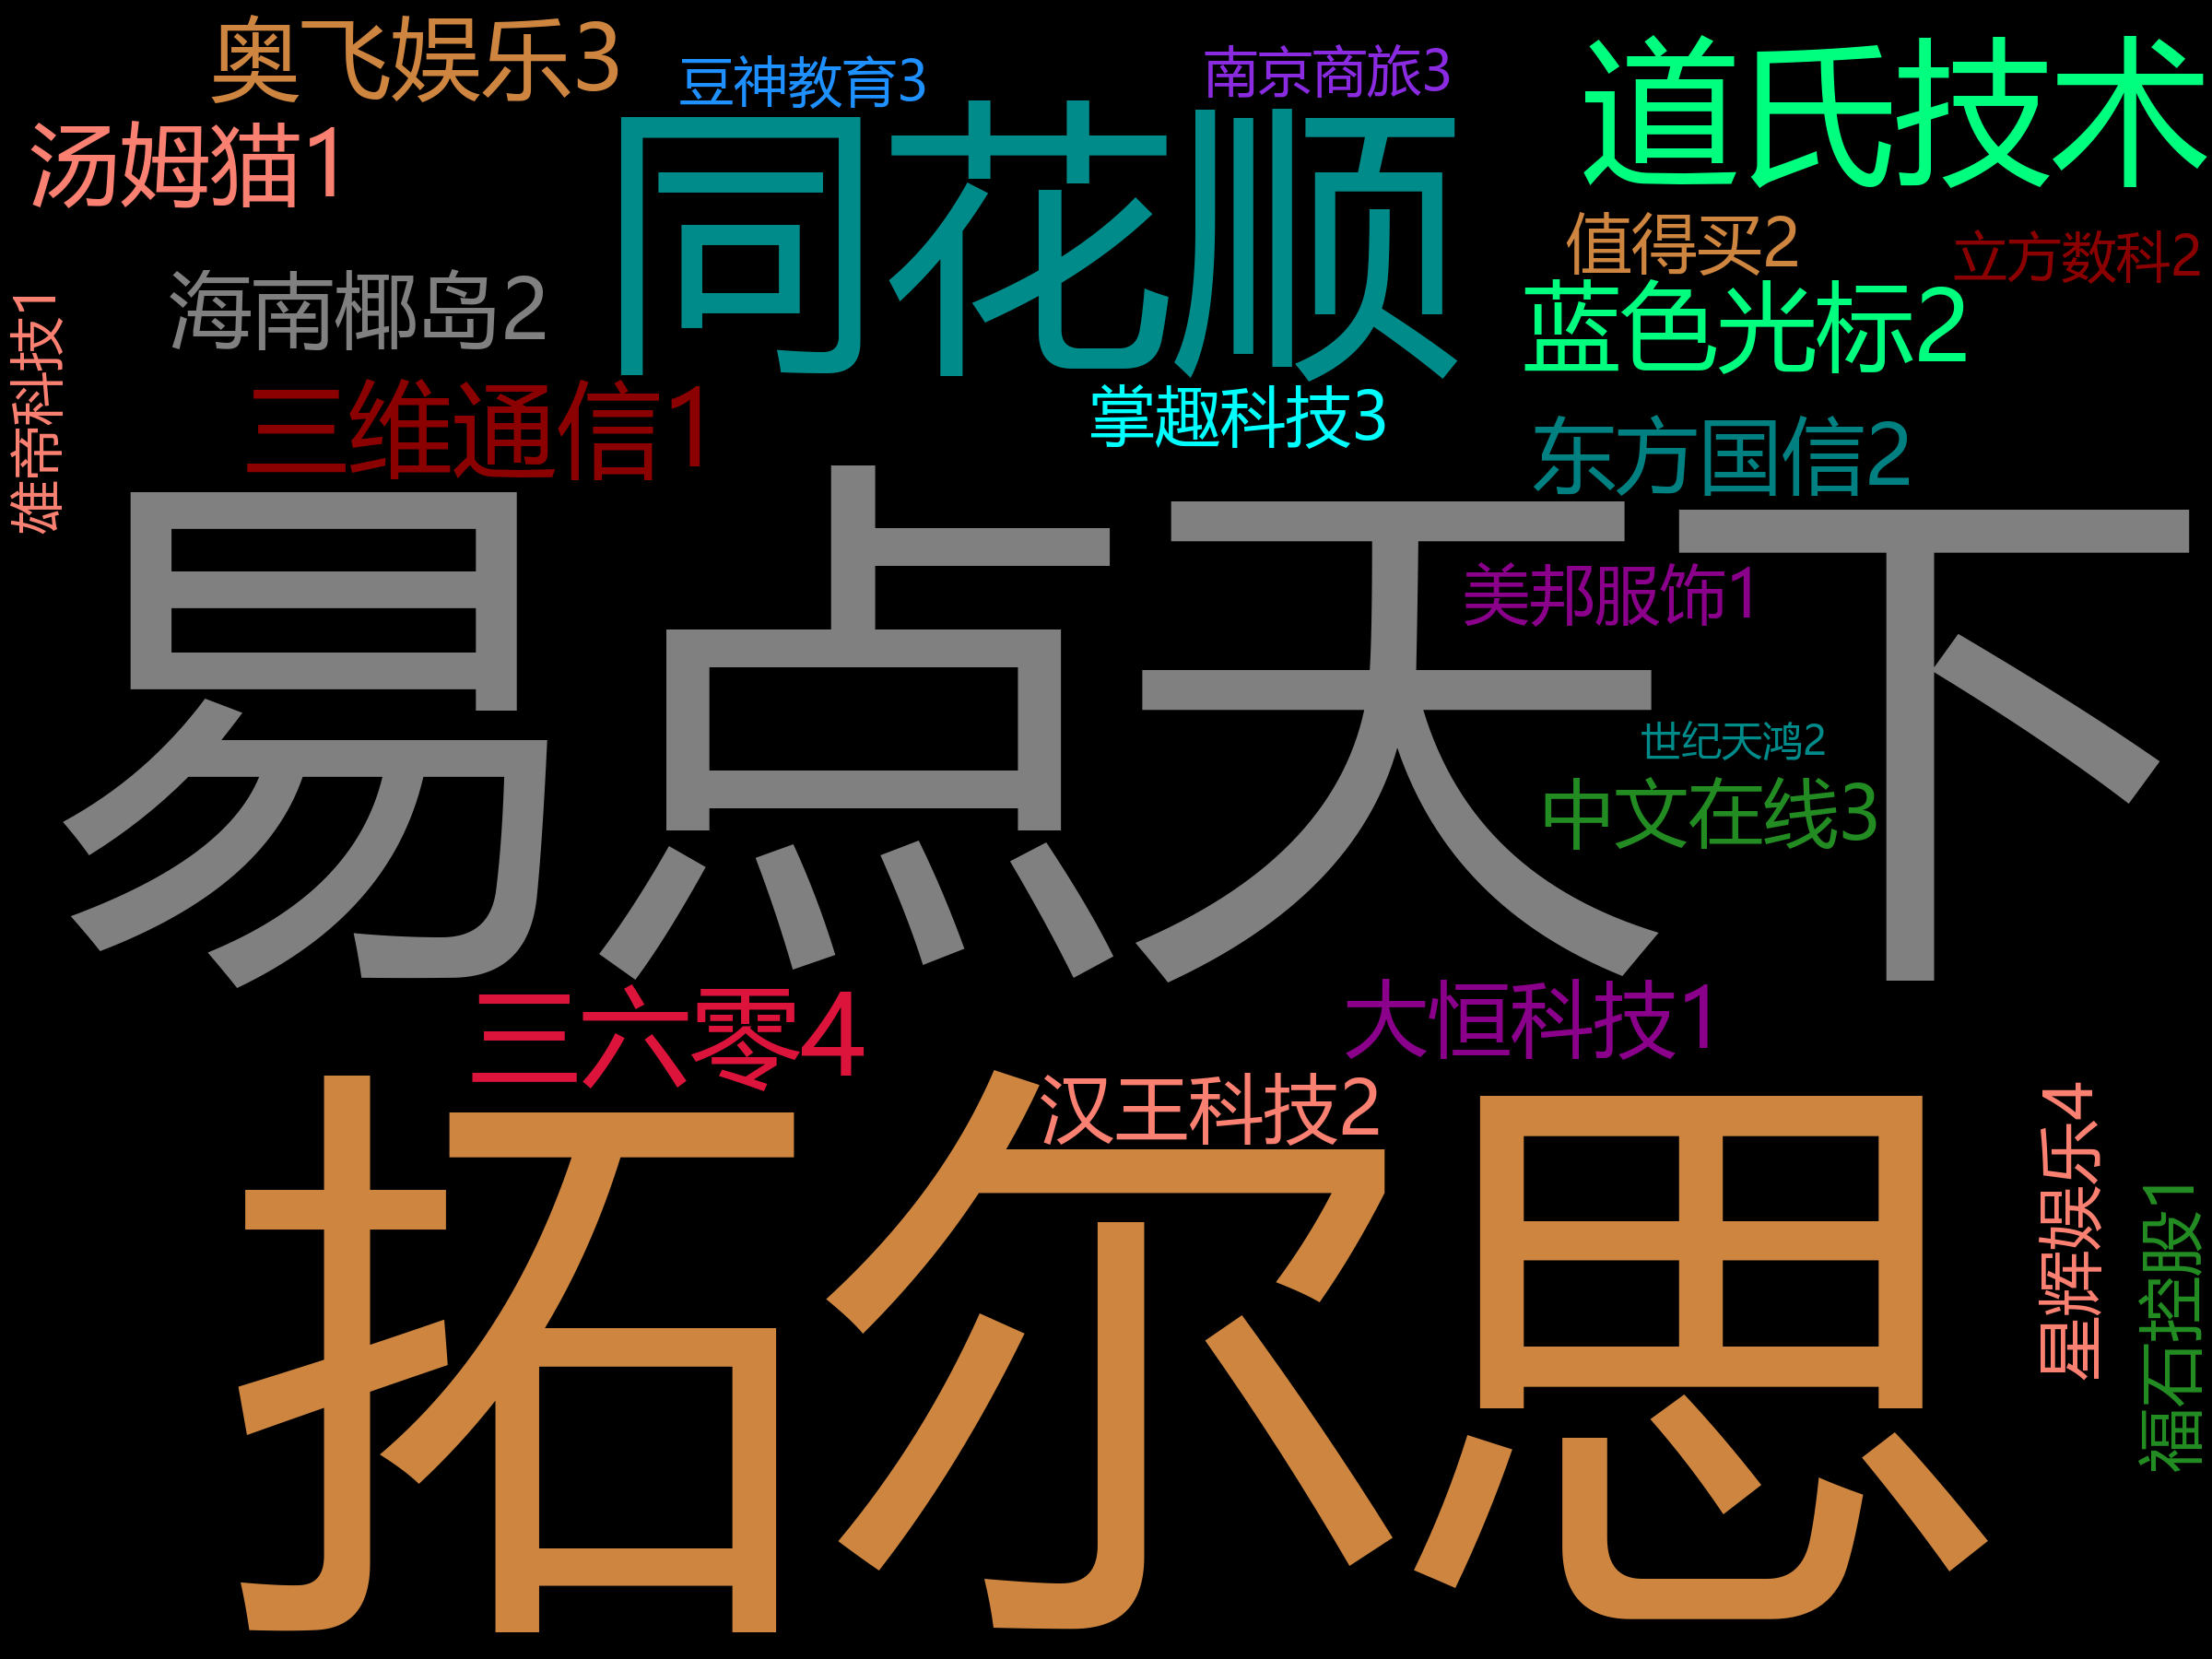 奥飞娱乐3
豆神教育3
南京商旅3
道氏技术
汤姆猫1
同花顺
值得买2
立方数科2
海南椰岛2
蓝色光标2
雄帝科技1
三维通信1
掌趣科技2
东方国信2
易点天下
美邦服饰1
世纪天鸿2
中文在线3
三六零4
大恒科技1
汉王科技2
拓尔思
星辉娱乐4
福石控股1